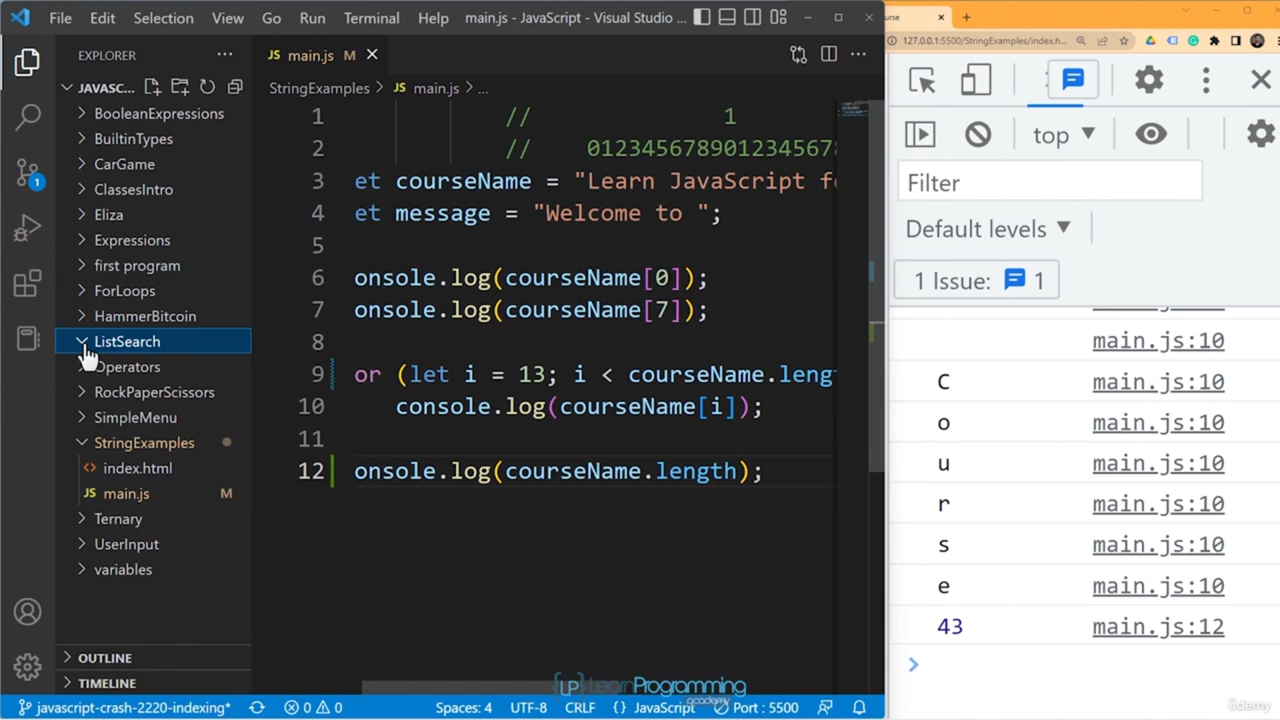 File Edit Selection View Go Run Terminal Help main.js - JavaScript - Visual Studio ...
EXPLORER
JAVASC...
BooleanExpressions
BuiltinTypes
CarGame
ClassesIntro
Eliza
Expressions
first program
ForLoops
HammerBitcoin
ListSearch
Operators
RockPaperScissors
SimpleMenu
StringExamples
index.html
JS main.js M
Ternary
UserInput
variables
OUTLINE
TIMELINE
1
JS main.js M
StringExamples > main.js > ...
1 // 1
2 // 0123456789012345678
3 et courseName = "Learn JavaScript fo
4 et message = "Welcome to ";
5
6 onsole.log(courseName[0]);
7 onsole.log(courseName[7]);
8
9 or (let i = 13; i < courseName.leng
10 console.log(courseName[i]);
11
12 onsole.log(courseName.length);
{LP} LearnProgramming
academy
javascript-crash-2220-indexing* 0 0 Spaces: 4 UTF-8 CRLF {} JavaScript Port : 5500
urse
127.0.0.1:5500/StringExamples/index.h...
top
Filter
Default levels
1 Issue: 1
main.js:10
C main.js:10
o main.js:10
u main.js:10
r main.js:10
s main.js:10
e main.js:10
43 main.js:12
>
ûdemy